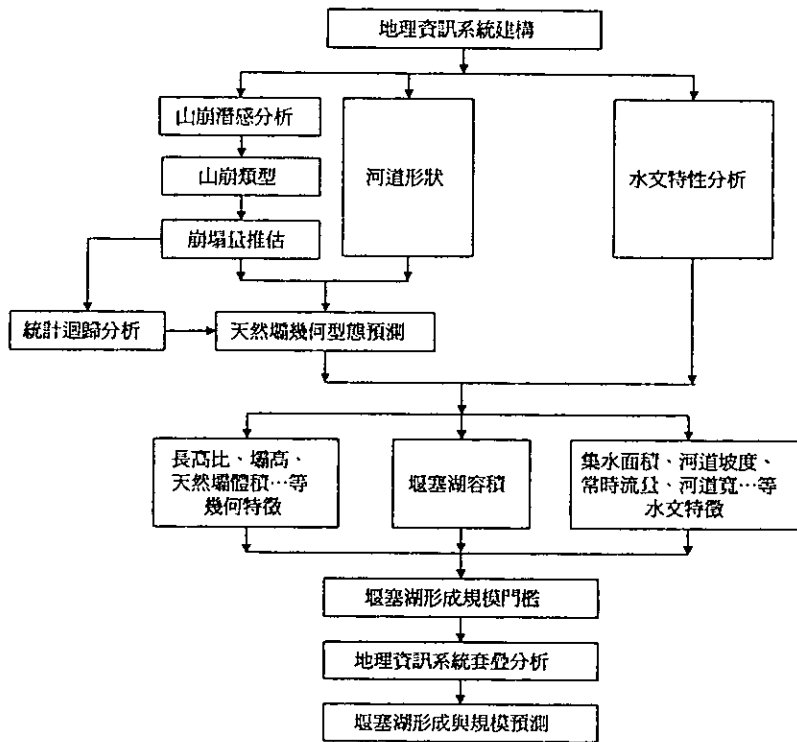 地理資訊系統建構
山崩潛感分析
山崩類型
崩塌量推估
河道形狀
水文特性分析
統計迴歸分析
天然壩幾何型態預測
長高比、壩高、
天然壩體積…等
幾何特徵
堰塞湖容積
集水面積、河道坡度、
常時流量、河道寬…等
水文特徵
堰塞湖形成規模門檻
地理資訊系統套疊分析
堰塞湖形成與規模預測